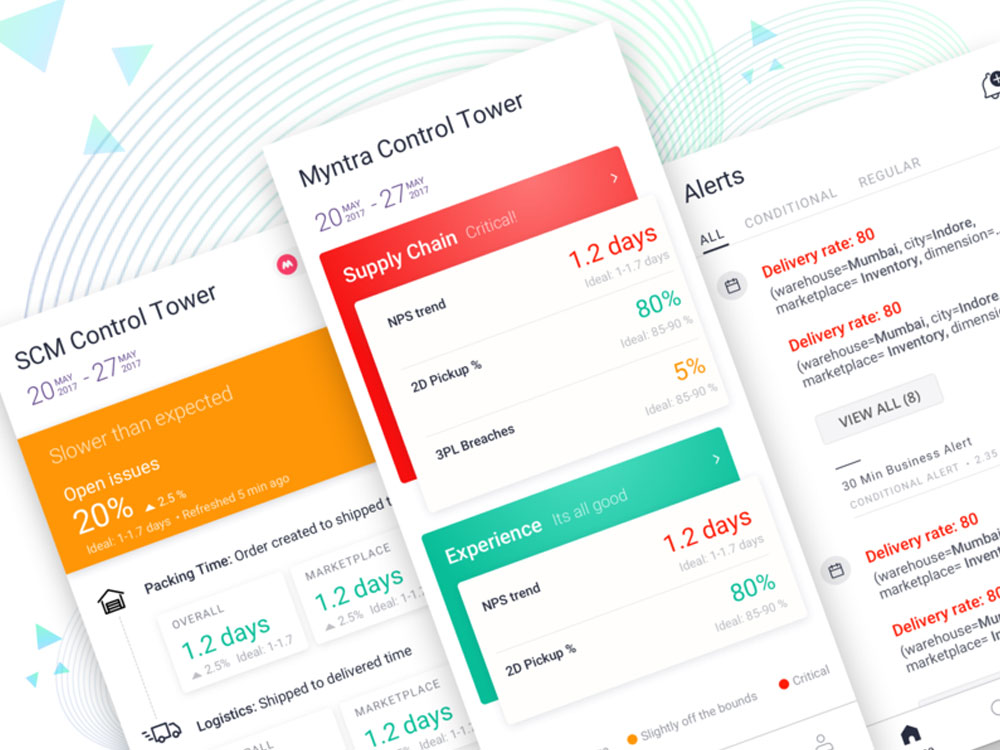 SCM Control Tower
20 MAY 2017 - 27 MAY 2017
Slower than expected
Open issues
20% 2.5 %
Ideal: 1-1.7 days • Refreshed 5 min ago
Packing Time: Order created to shipped
OVERALL
1.2 days
2.5% Ideal: 1-1.7
MARKETPLACE
1.2 days
2.5% Ideal:
Logistics: Shipped to delivered time
MARKETPLACE
1.2 days
Myntra Control Tower
20 MAY 2017 - 27 MAY 2017
Supply Chain Critical!
NPS trend 1.2 days
Ideal: 1-1.7 days
2D Pickup % 80%
Ideal: 85-90 %
3PL Breaches 5%
Ideal: 85-90 %
Experience Its all good
NPS trend 1.2 days
Ideal: 1-1.7 days
2D Pickup % 80%
Ideal: 85-90 %
Slightly off the bounds Critical
Alerts
ALL CONDITIONAL REGULAR
Delivery rate: 80
(warehouse=Mumbai, city=Indore,
marketplace= Inventory, dimension=..
Delivery rate: 80
(warehouse=Mumbai, city=Indore
marketplace= Inventory,
VIEW ALL (8)
30 Min Business Alert
CONDITIONAL ALERT • 2.35
Delivery rate: 80
(warehouse=Mumbai
marketplace=
Delivery rate: 80
marketplace=